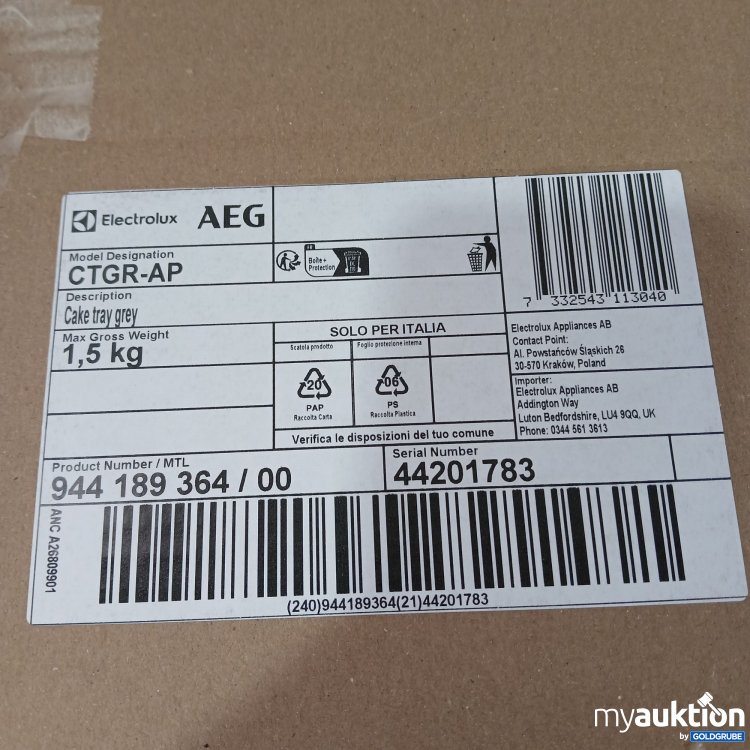 Electrolux AEG
Model Designation
CTGR-AP
Description
Cake tray grey
Max Gross Weight
1,5 kg
Boîte +
Protection
7 332543 113040
SOLO PER ITALIA
Scatola prodotto
Foglio protezione interna
20
PAP
Raccolta Carta
06
PS
Raccolta Plastica
Verifica le disposizioni del tuo comune
Electrolux Appliances AB
Contact Point:
Al. Powstańców Śląskich 26
30-570 Kraków, Poland
Importer:
Electrolux Appliances AB
Addington Way
Luton Bedfordshire, LU4 9QQ, UK
Phone: 0344 561 3613
Product Number / MTL
944 189 364 / 00
Serial Number
44201783
ANC A26809901
(240)944189364(21)44201783
myauktion
by GOLDGRUBE